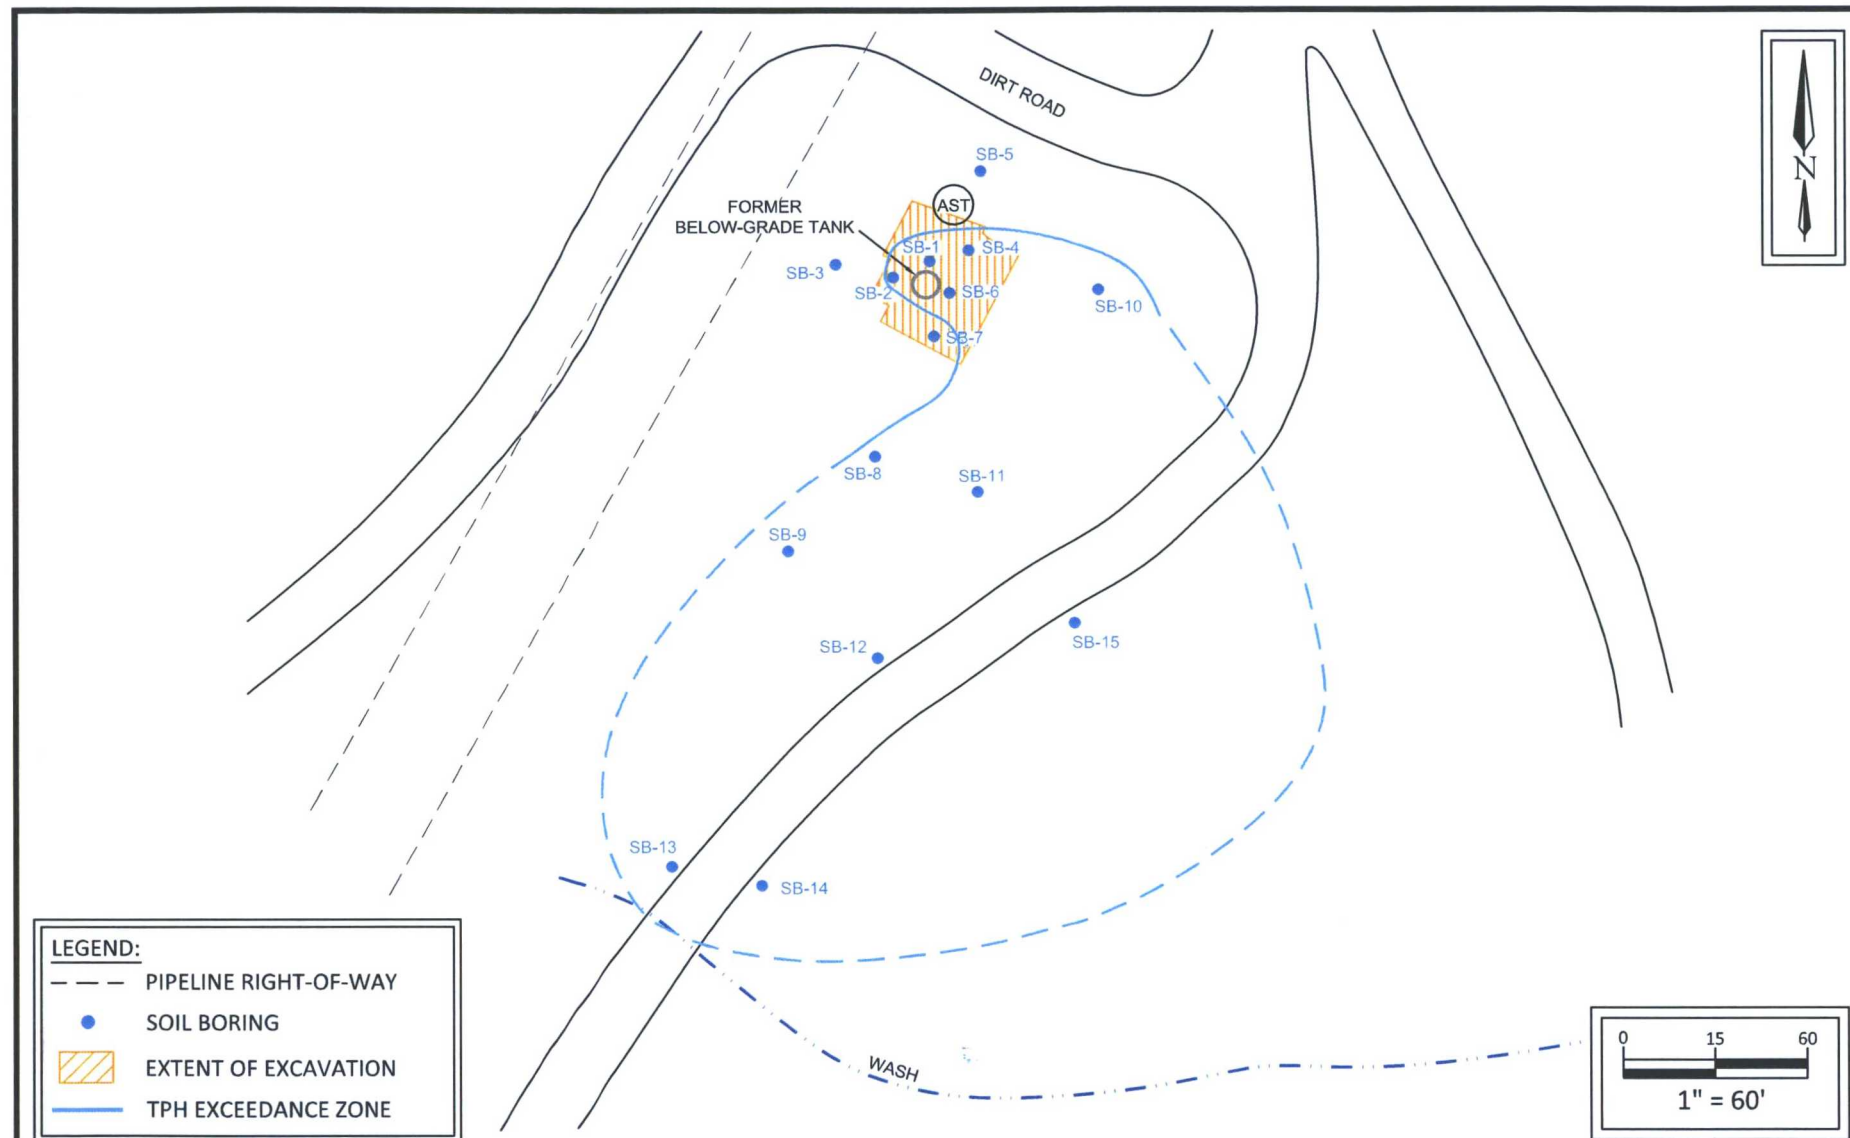 DIRT ROAD
N
SB-5
AST
FORMER
BELOW-GRADE TANK
SB-1
SB-4
SB-3
SB-2
SB-6
SB-10
SB-7
SB-8
SB-11
SB-9
SB-12
SB-15
SB-13
SB-14
WASH
LEGEND:
PIPELINE RIGHT-OF-WAY
SOIL BORING
EXTENT OF EXCAVATION
TPH EXCEEDANCE ZONE
0 15 60
1" = 60'